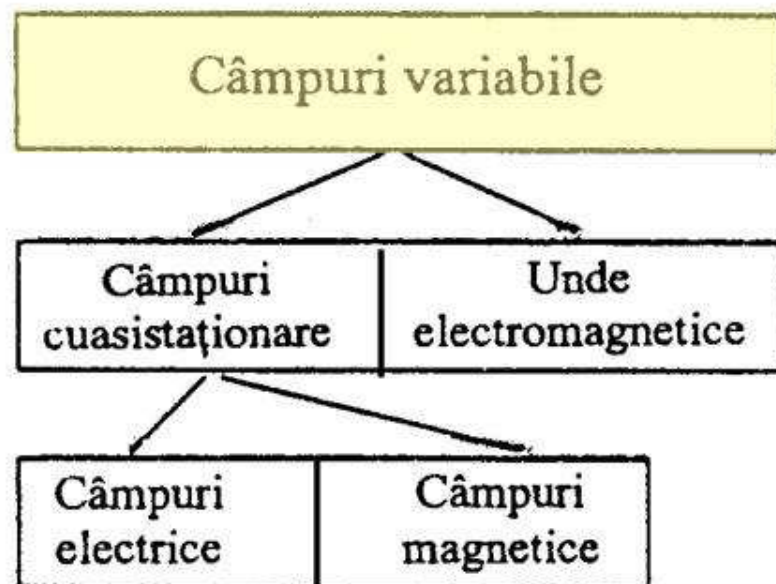 Câmpuri variabile
Câmpuri
cuasistaționare
Unde
electromagnetice
Câmpuri
electrice
Câmpuri
magnetice